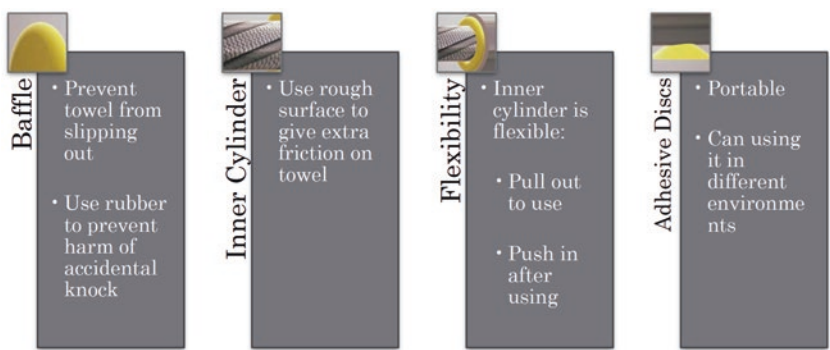 Baffle
• Prevent
towel from
slipping
out
• Use rubber
to prevent
harm of
accidental
knock
Inner Cylinder
• Use rough
surface to
give extra
friction on
towel
Flexibility
• Inner
cylinder is
flexible:
• Pull out
to use
• Push in
after
using
Adhesive Discs
• Portable
• Can using
it in
different
environme
nts